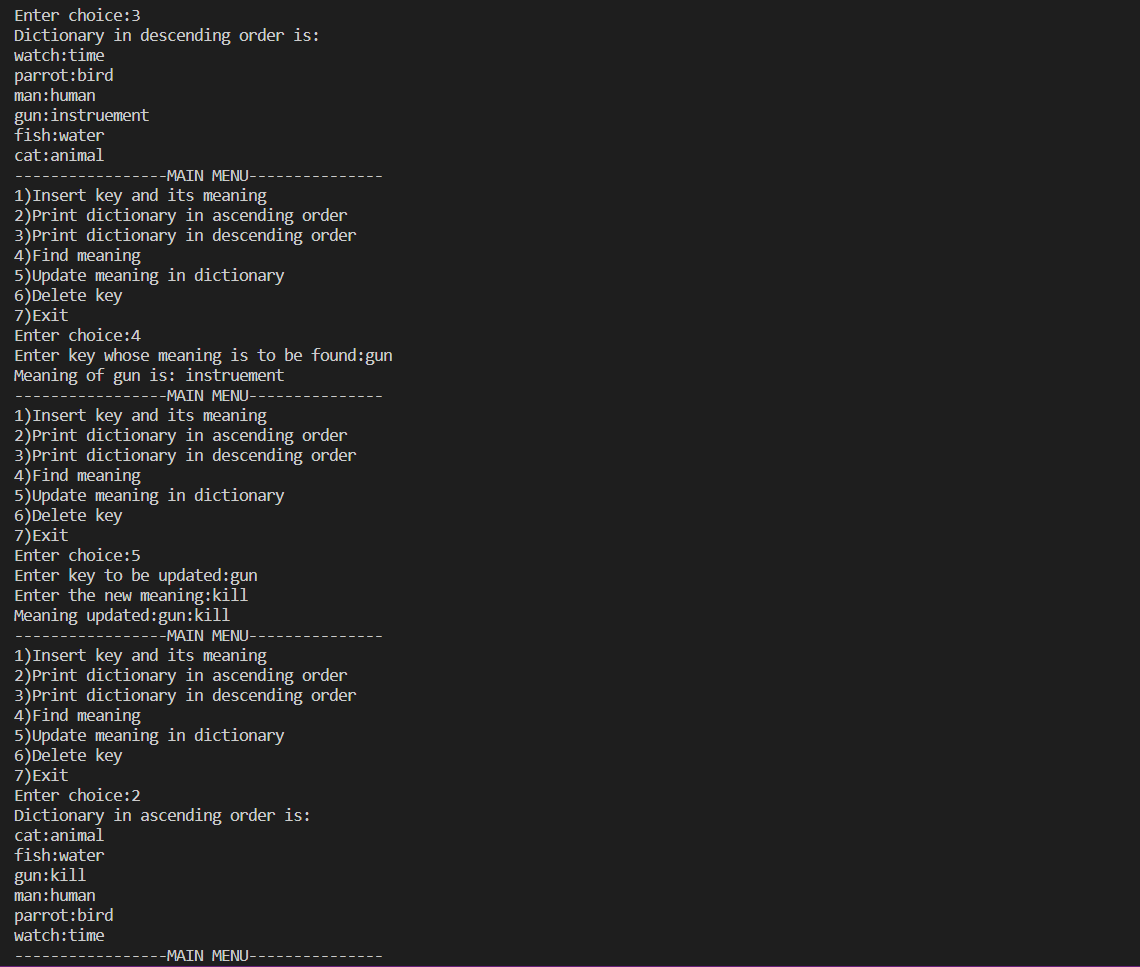 Enter choice:3
Dictionary in descending order is:
watch:time
parrot:bird
man:human
gun:instruement
fish:water
cat:animal
-----------------MAIN MENU---------------
1)Insert key and its meaning
2)Print dictionary in ascending order
3)Print dictionary in descending order
4)Find meaning
5)Update meaning in dictionary
6)Delete key
7)Exit
Enter choice:4
Enter key whose meaning is to be found:gun
Meaning of gun is: instruement
-----------------MAIN MENU---------------
1)Insert key and its meaning
2)Print dictionary in ascending order
3)Print dictionary in descending order
4)Find meaning
5)Update meaning in dictionary
6)Delete key
7)Exit
Enter choice:5
Enter key to be updated:gun
Enter the new meaning:kill
Meaning updated:gun:kill
-----------------MAIN MENU---------------
1)Insert key and its meaning
2)Print dictionary in ascending order
3)Print dictionary in descending order
4)Find meaning
5)Update meaning in dictionary
6)Delete key
7)Exit
Enter choice:2
Dictionary in ascending order is:
cat:animal
fish:water
gun:kill
man:human
parrot:bird
watch:time
-----------------MAIN MENU---------------